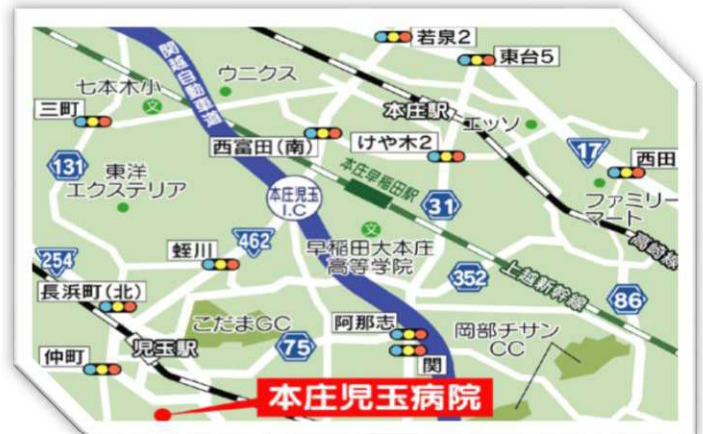 若泉2
東台5
関越自動車道
ウニクス
七本木小
文
三町
本庄駅
エッソ
西富田(南)
けや木2
17
西田
131
東洋
エクステリア
本庄児玉
I.C
本庄早稲田駅
31
ファミリー
マート
文
早稲田大本庄
高等学院
高崎線
254
462
蛭川
352
上越新幹線
86
長浜町(北)
こだまGC
阿那志
岡部チサン
CC
仲町
児玉駅
75
関
本庄児玉病院